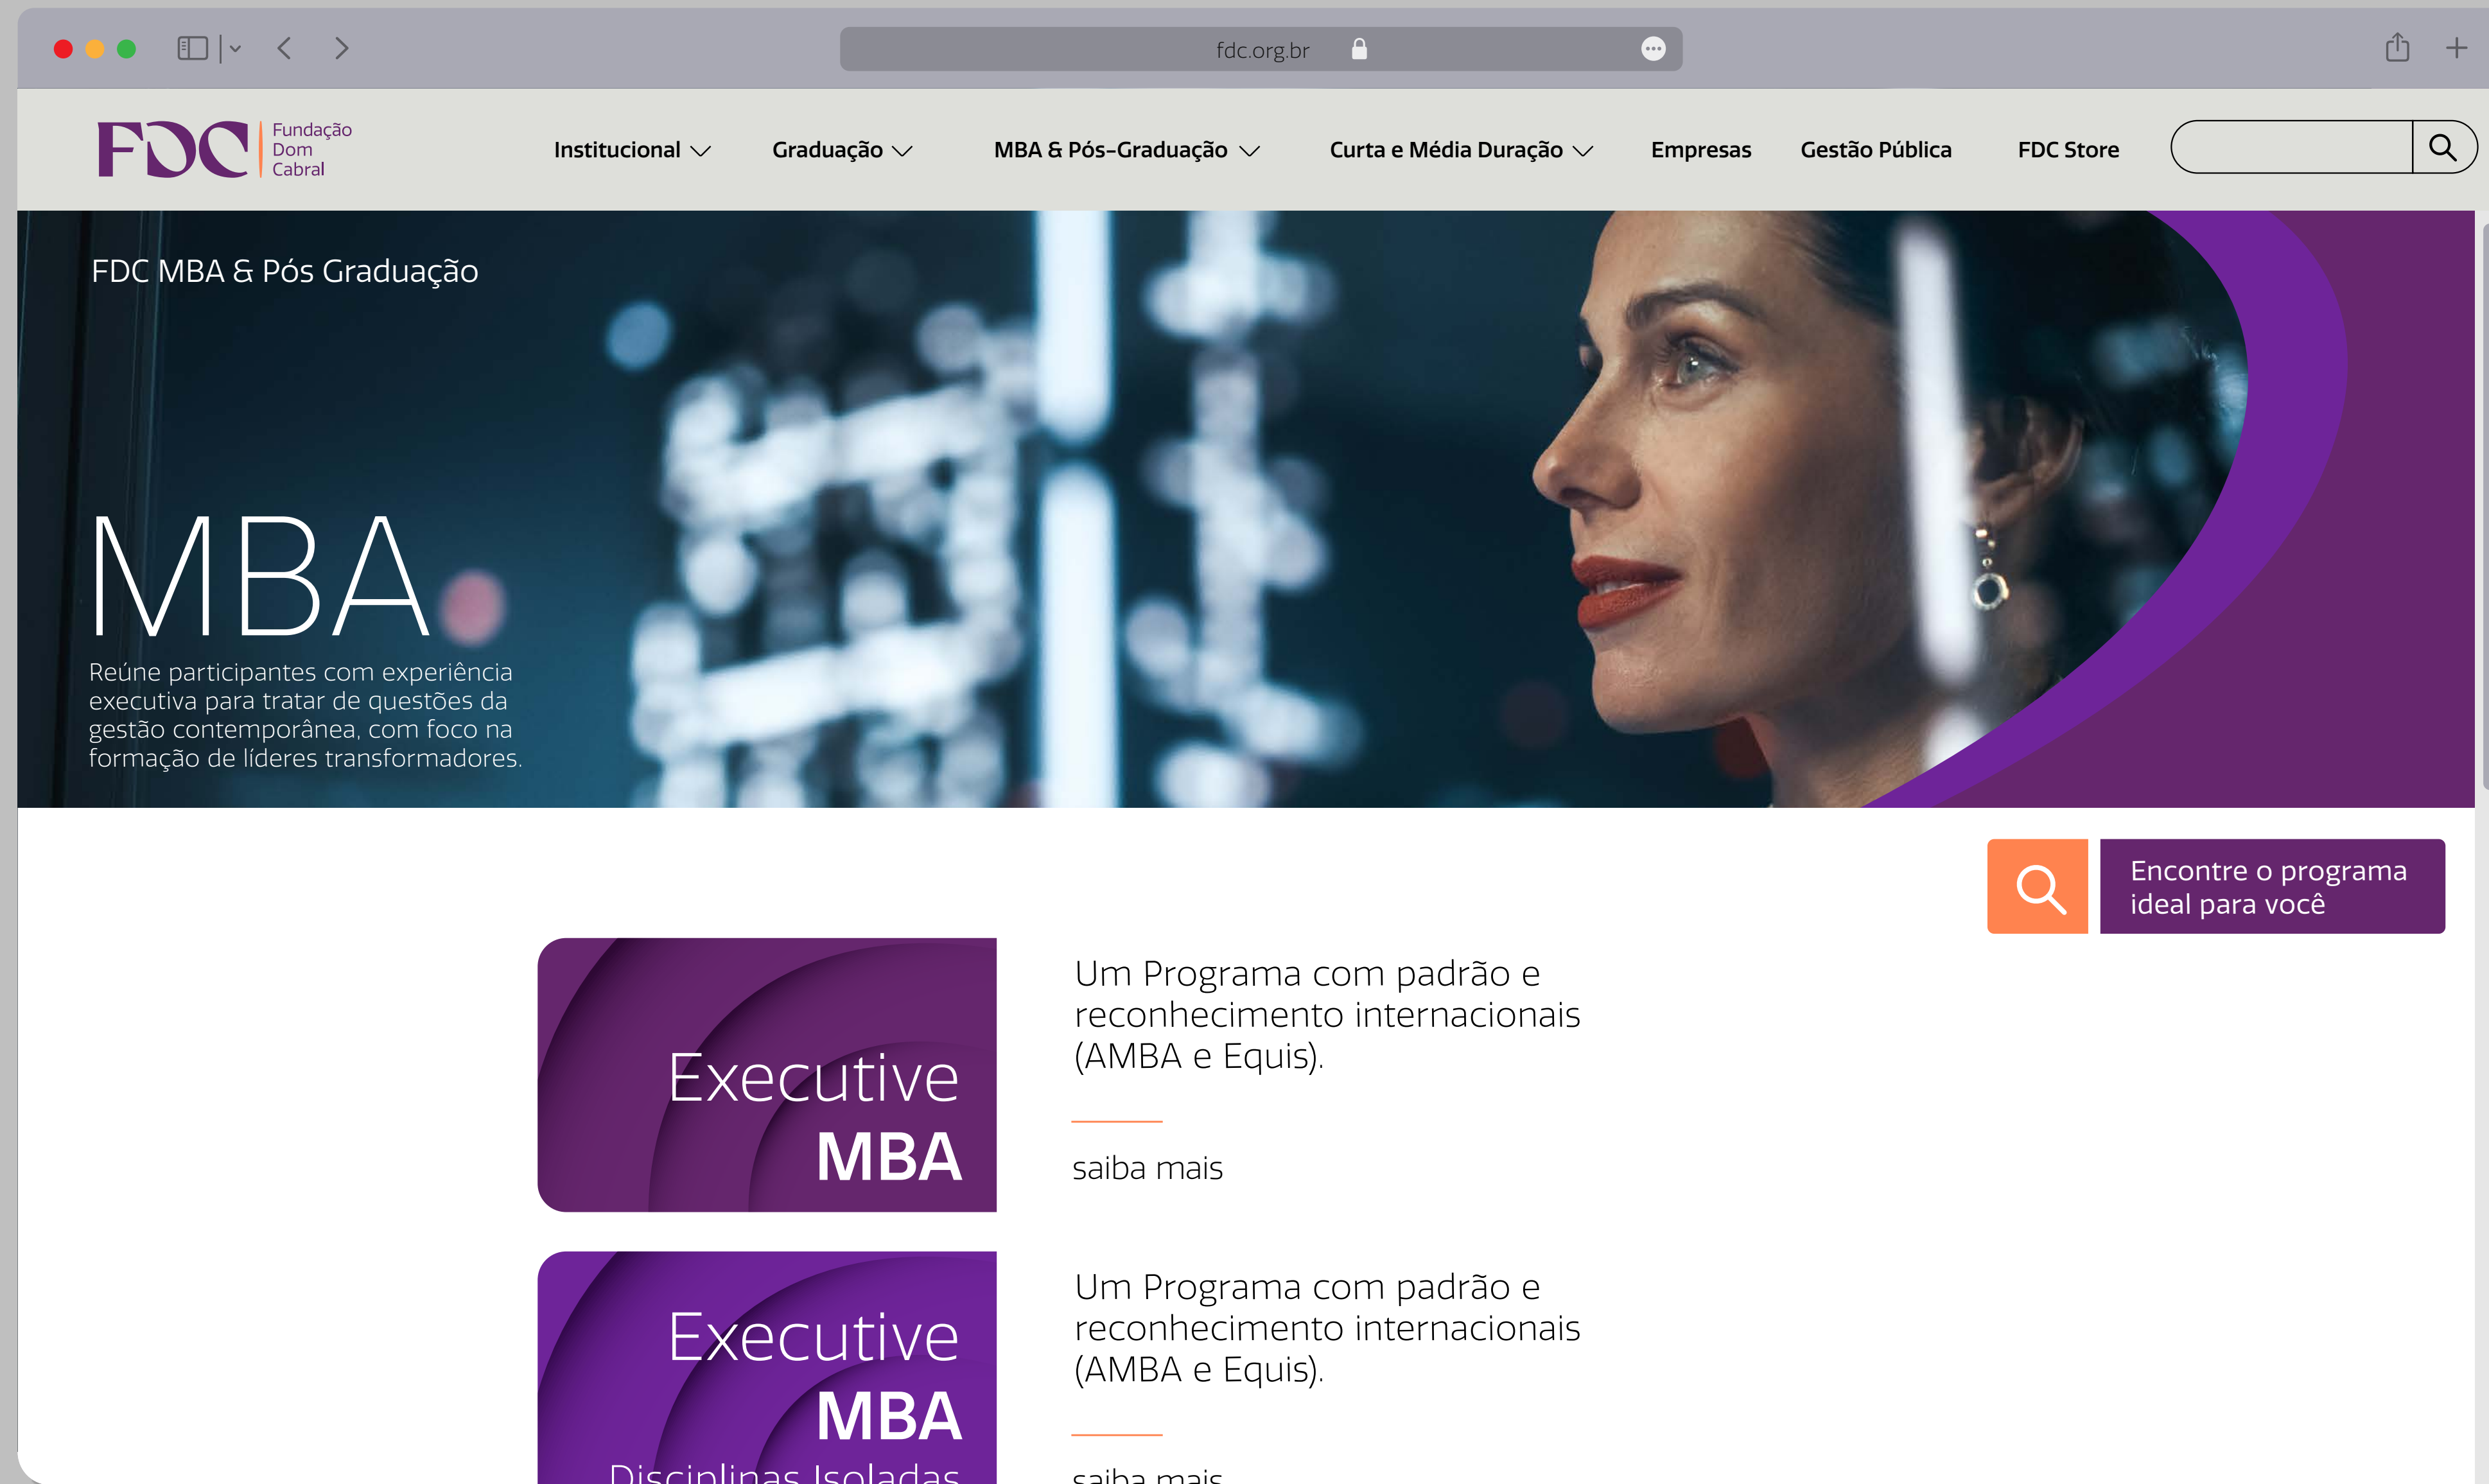 fdc.org.br
FDC
Fundação
Dom
Cabral
Institucional
Graduação
MBA & Pós-Graduação
Curta e Média Duração
Empresas
Gestão Pública
FDC Store
FDC MBA & Pós Graduação
MBA
Reúne participantes com experiência
executiva para tratar de questões da
gestão contemporânea, com foco na
formação de líderes transformadores.
Encontre o programa
ideal para você
Executive
MBA
Um Programa com padrão e
reconhecimento internacionais
(AMBA e Equis).
saiba mais
Executive
MBA
Disciplinas Isoladas
Um Programa com padrão e
reconhecimento internacionais
(AMBA e Equis).
saiba mais